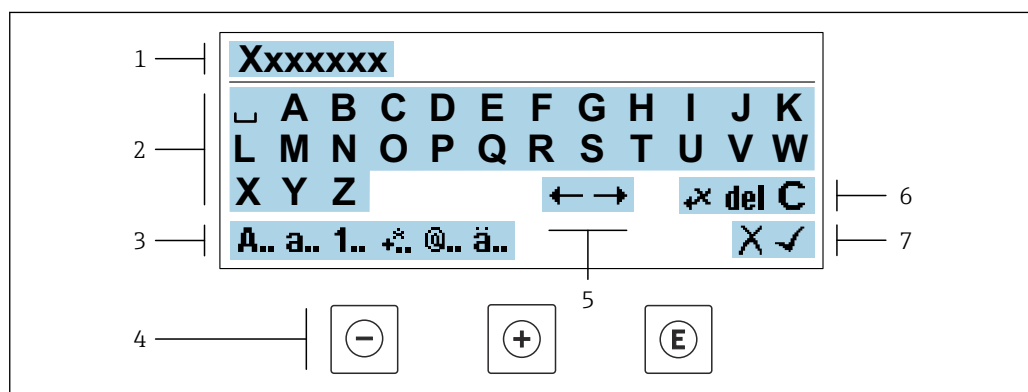 1 Xxxxxxx
␣ A B C D E F G H I J K
2 L M N O P Q R S T U V W
X Y Z ← → ₊× del C 6
3 A.. a.. 1.. +*.. @.. ä.. X ✓ 7
5
4 − + E